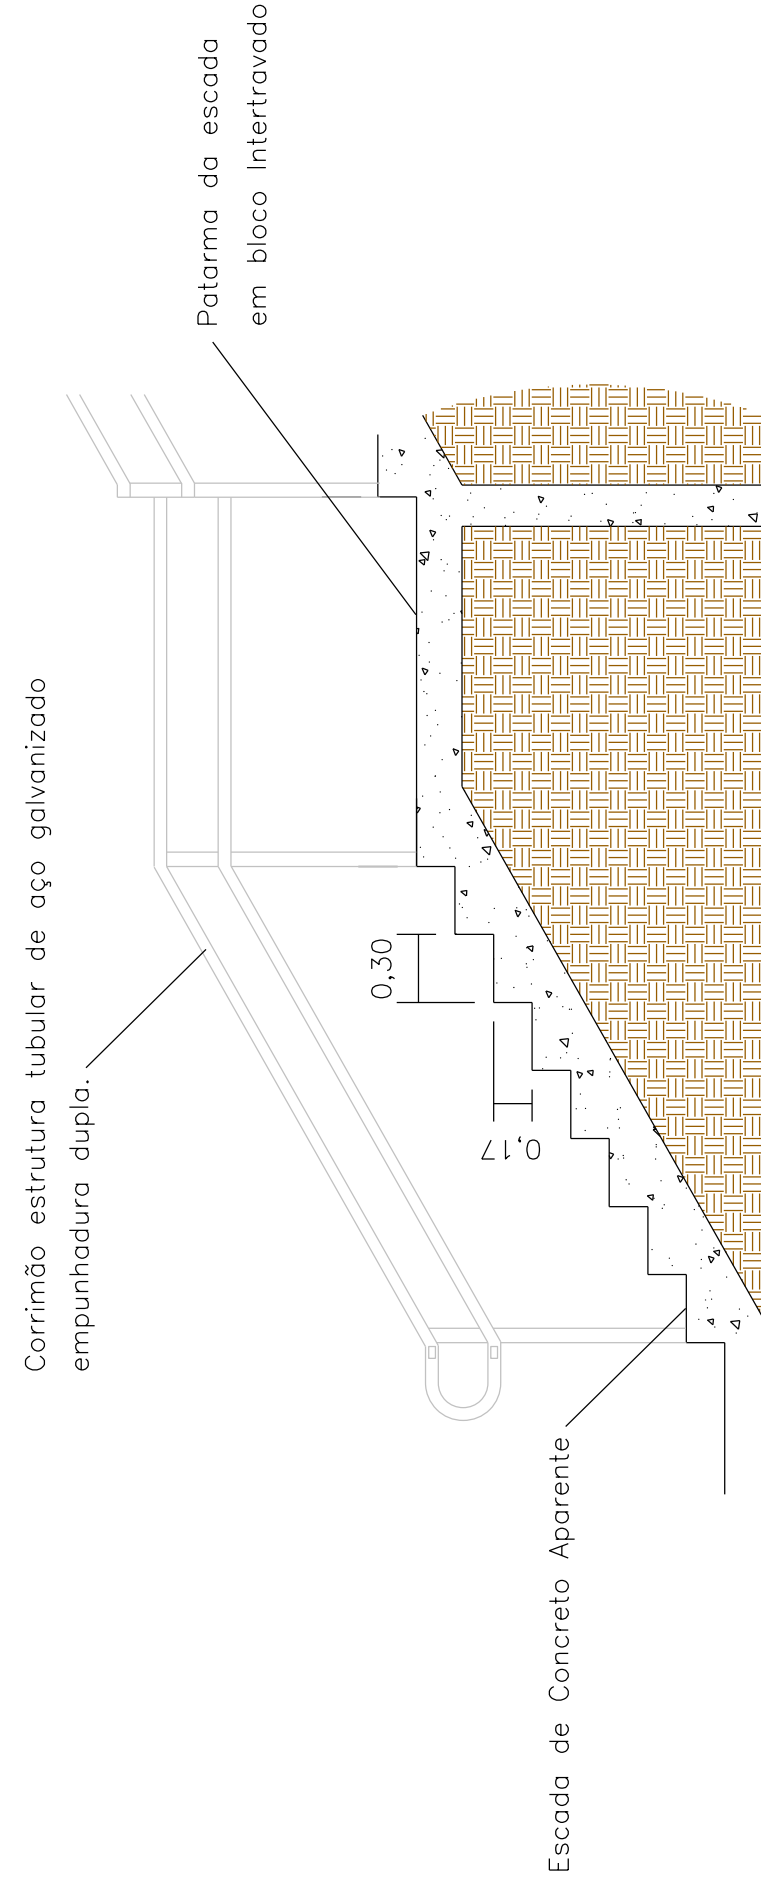 Corrimão estrutura tubular de aço galvanizado
empunhadura dupla.
Patarma da escada
em bloco Intertravado
0,30
0,17
Escada de Concreto Aparente